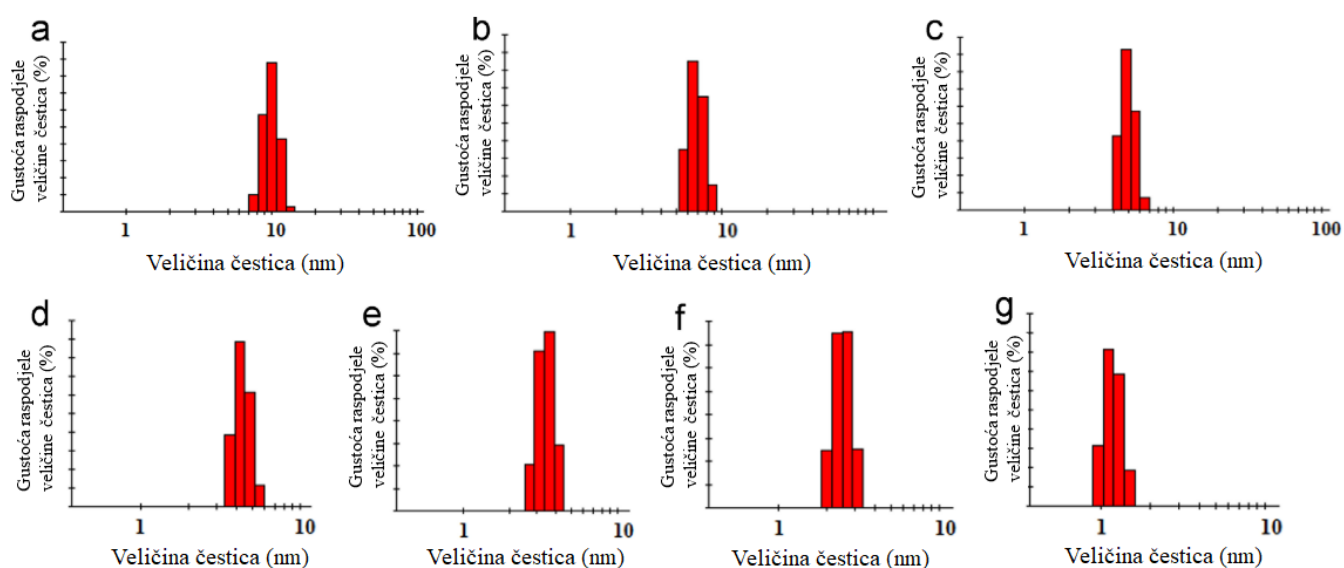 a
Gustoća raspodjele
veličine čestica (%)
1 10 100
Veličina čestica (nm)
b
Gustoća raspodjele
veličine čestica (%)
1 10
Veličina čestica (nm)
c
Gustoća raspodjele
veličine čestica (%)
1 10 100
Veličina čestica (nm)
d
Gustoća raspodjele
veličine čestica (%)
1 10
Veličina čestica (nm)
e
Gustoća raspodjele
veličine čestica (%)
1 10
Veličina čestica (nm)
f
Gustoća raspodjele
veličine čestica (%)
1 10
Veličina čestica (nm)
g
Gustoća raspodjele
veličine čestica (%)
1 10
Veličina čestica (nm)